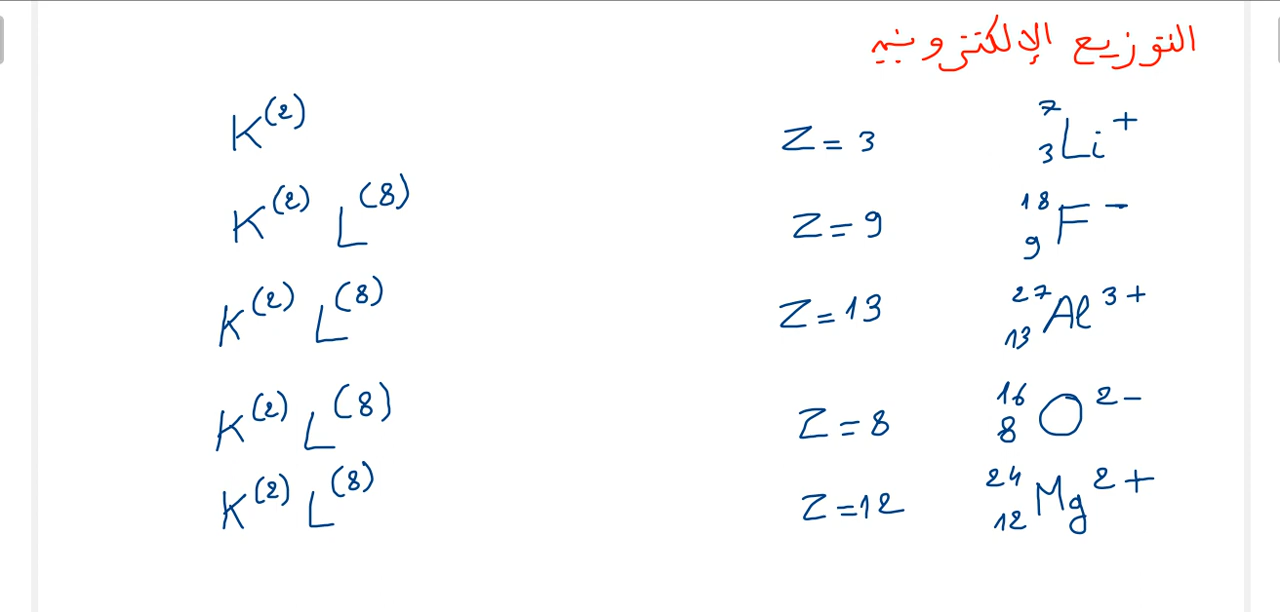 التوزيع الإلكتروني
⁷₃Li⁺ Z = 3 K⁽²⁾
¹⁸₉F⁻ Z = 9 K⁽²⁾ L⁽⁸⁾
²⁷₁₃Al³⁺ Z = 13 K⁽²⁾ L⁽⁸⁾
¹⁶₈O²⁻ Z = 8 K⁽²⁾ L⁽⁸⁾
²⁴₁₂Mg²⁺ Z = 12 K⁽²⁾ L⁽⁸⁾